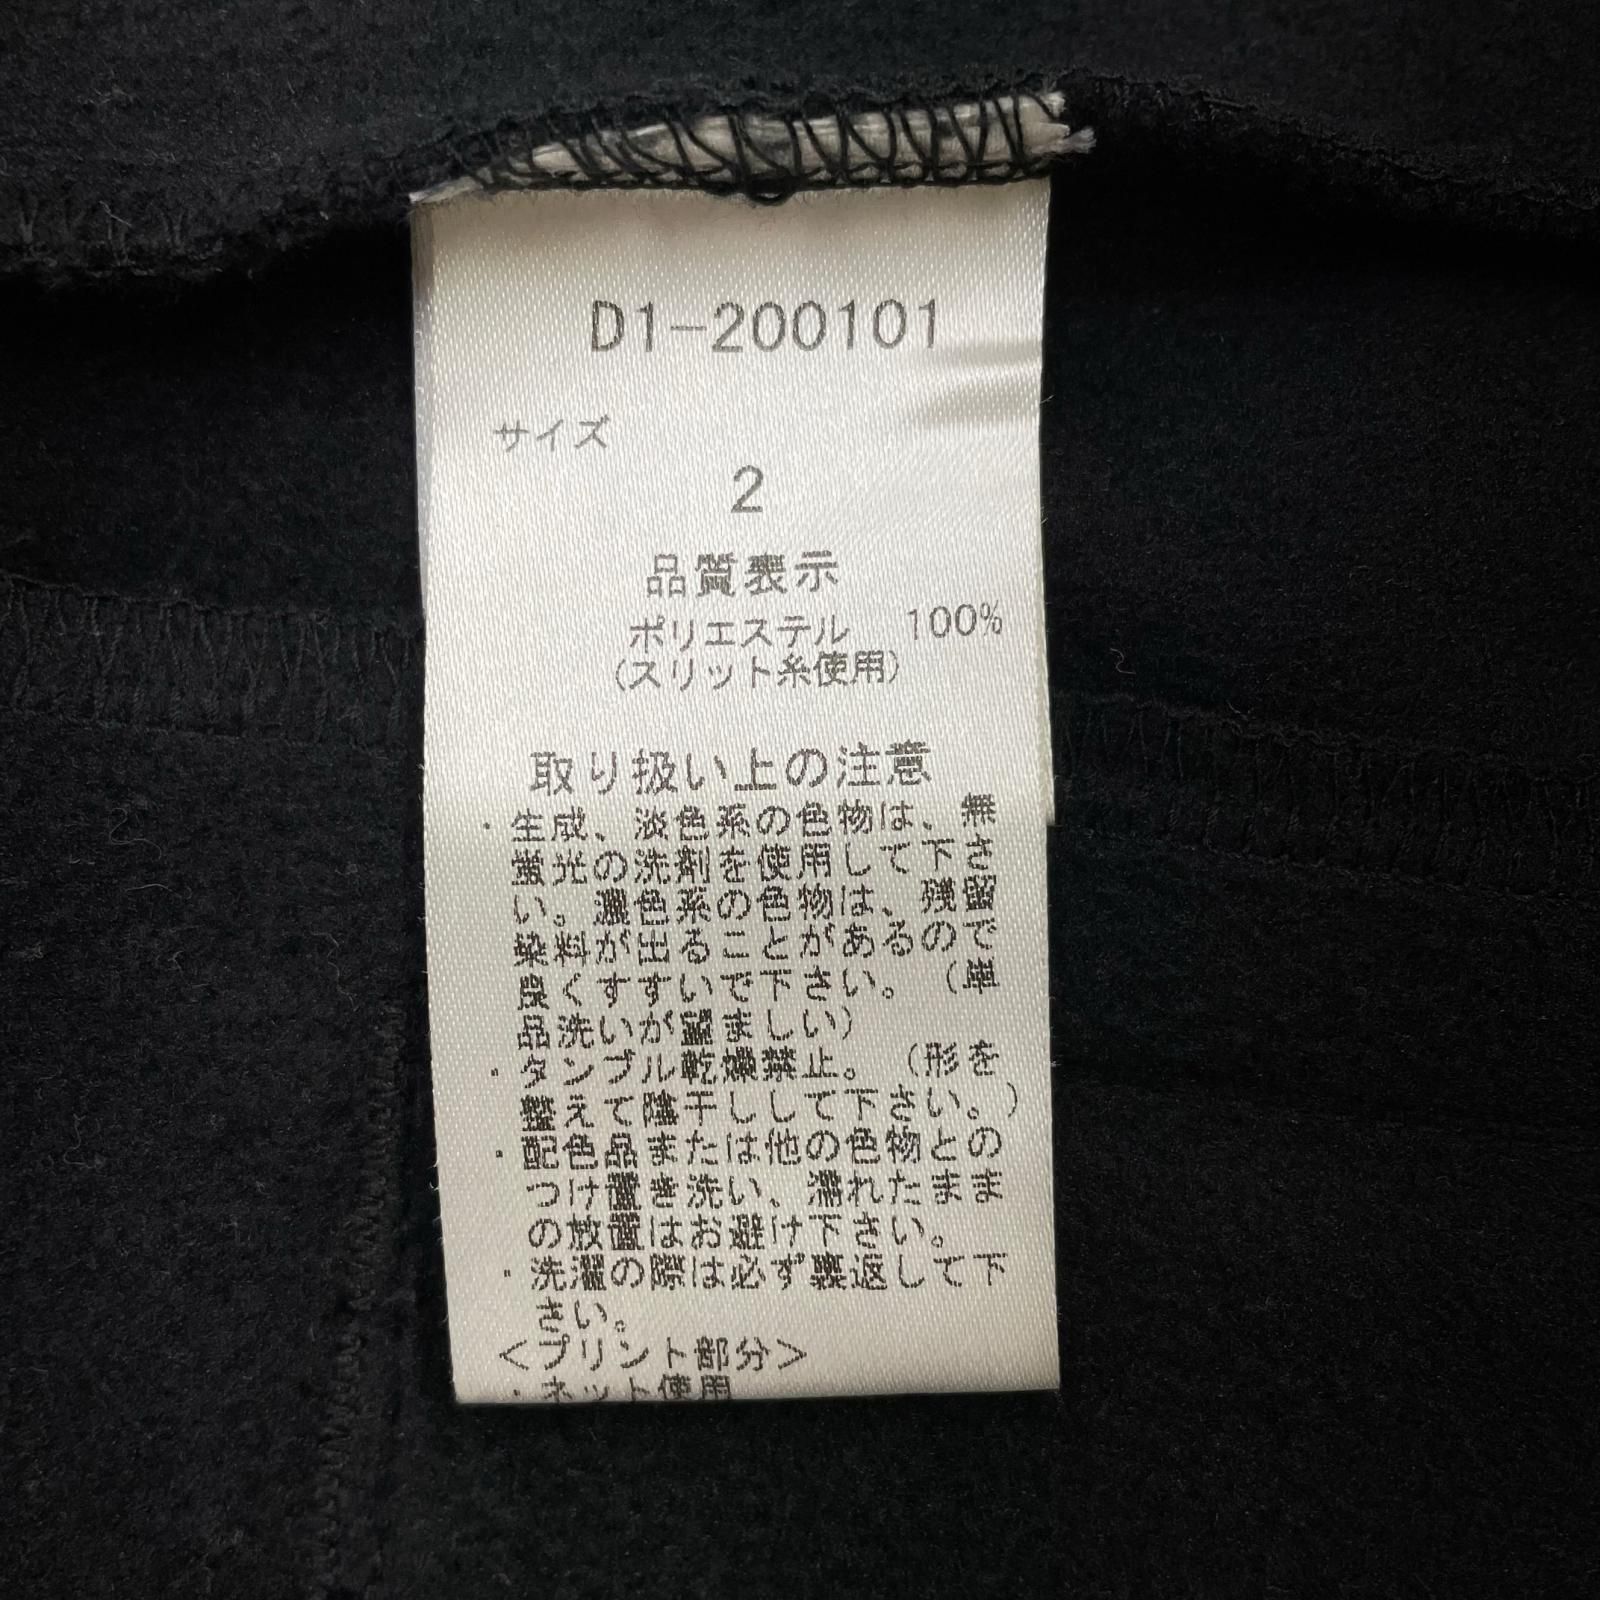 D1-200101
サイズ
2
品質表示
ポリエステル 100%
(スリット糸使用)
取り扱い上の注意
・生成、淡色系の色物は、無
蛍光の洗剤を使用して下さ
い。濃色系の色物は、残留
染料が出ることがあるので
良くすすいで下さい。(単
品洗いが望ましい)
・タンブル乾燥禁止。(形を
整えて陰干しして下さい。)
・配色品または他の色物との
つけ置き洗い、濡れたまま
の放置はお避け下さい。
・洗濯の際は必ず裏返して下
さい。
<プリント部分>
・ネット使用